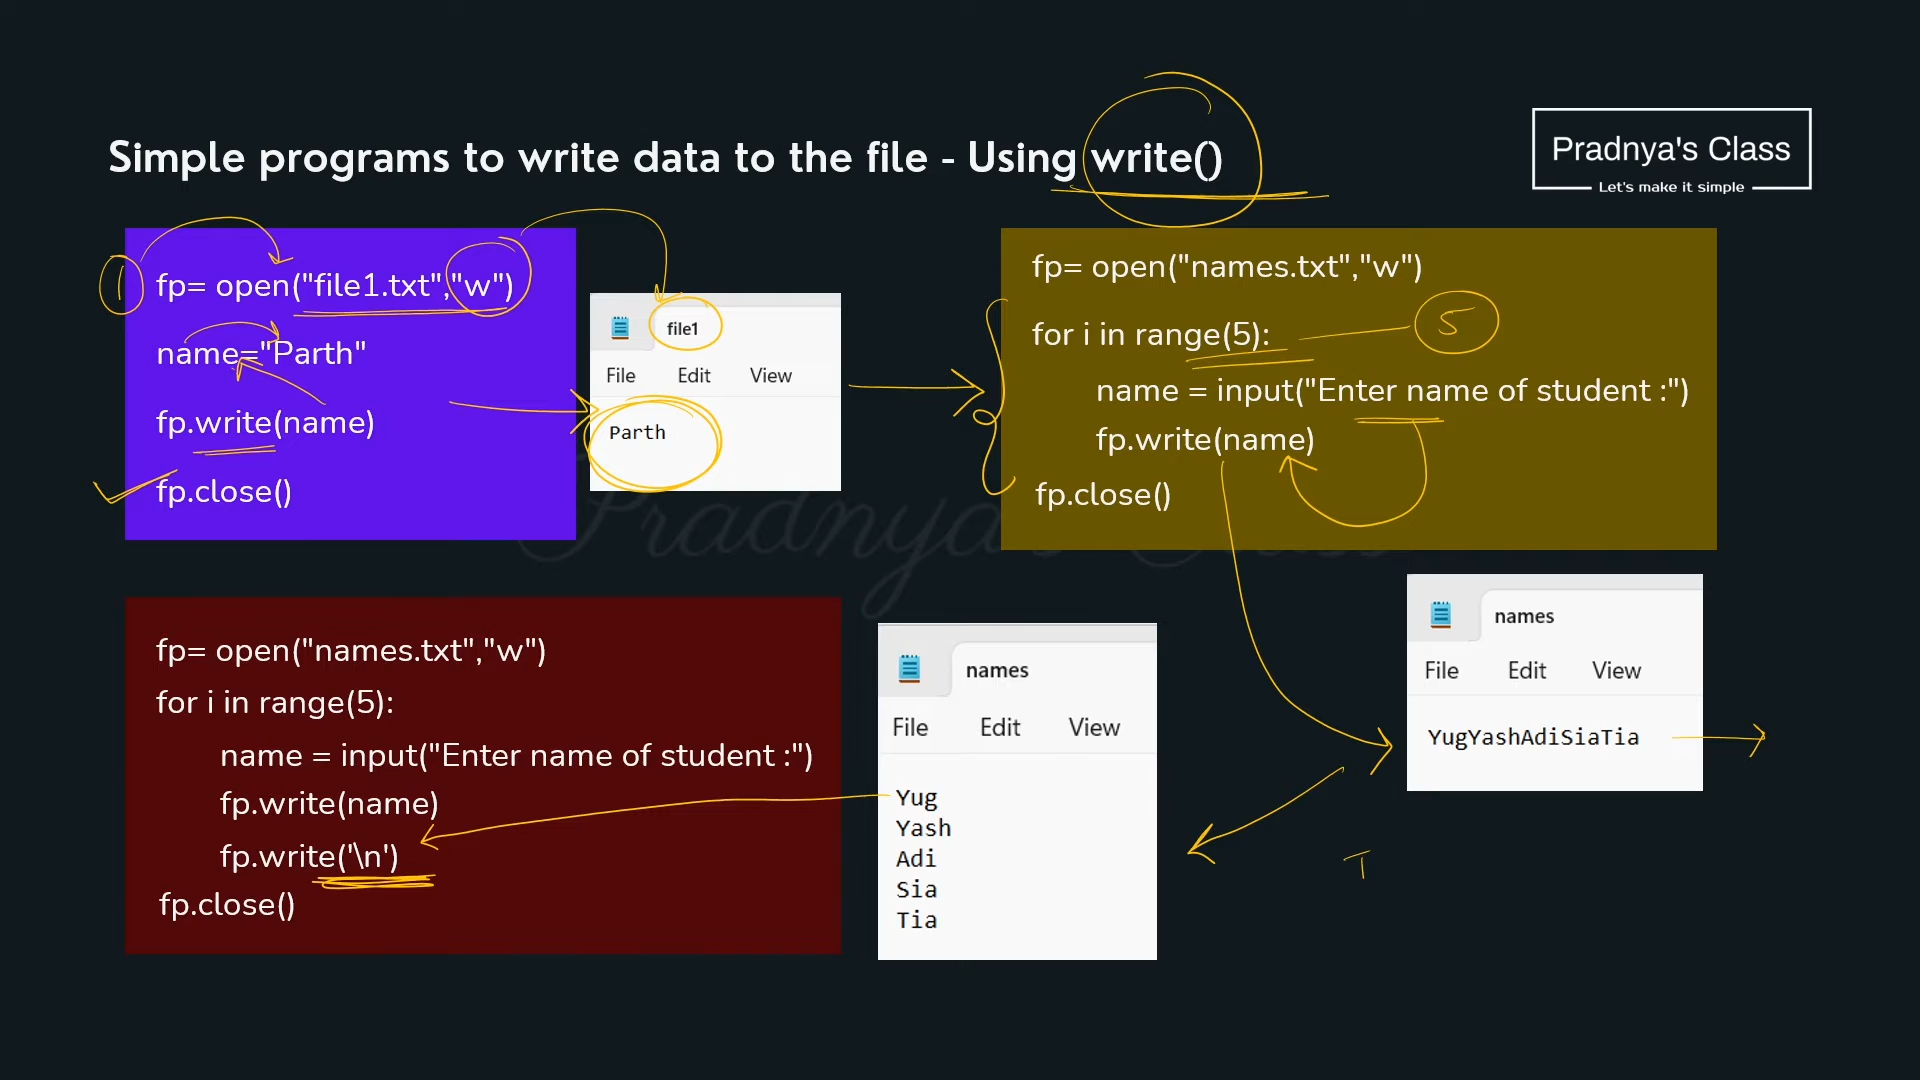 Simple programs to write data to the file - Using write()
Pradnya's Class
Let's make it simple
1
fp= open("file1.txt","w")
name="Parth"
fp.write(name)
fp.close()
file1
File Edit View
Parth
fp= open("names.txt","w")
for i in range(5):
5
name = input("Enter name of student :")
fp.write(name)
fp.close()
names
File Edit View
YugYashAdiSiaTia
fp= open("names.txt","w")
for i in range(5):
name = input("Enter name of student :")
fp.write(name)
fp.write('\n')
fp.close()
names
File Edit View
Yug
Yash
Adi
Sia
Tia
T
Pradnya's Class